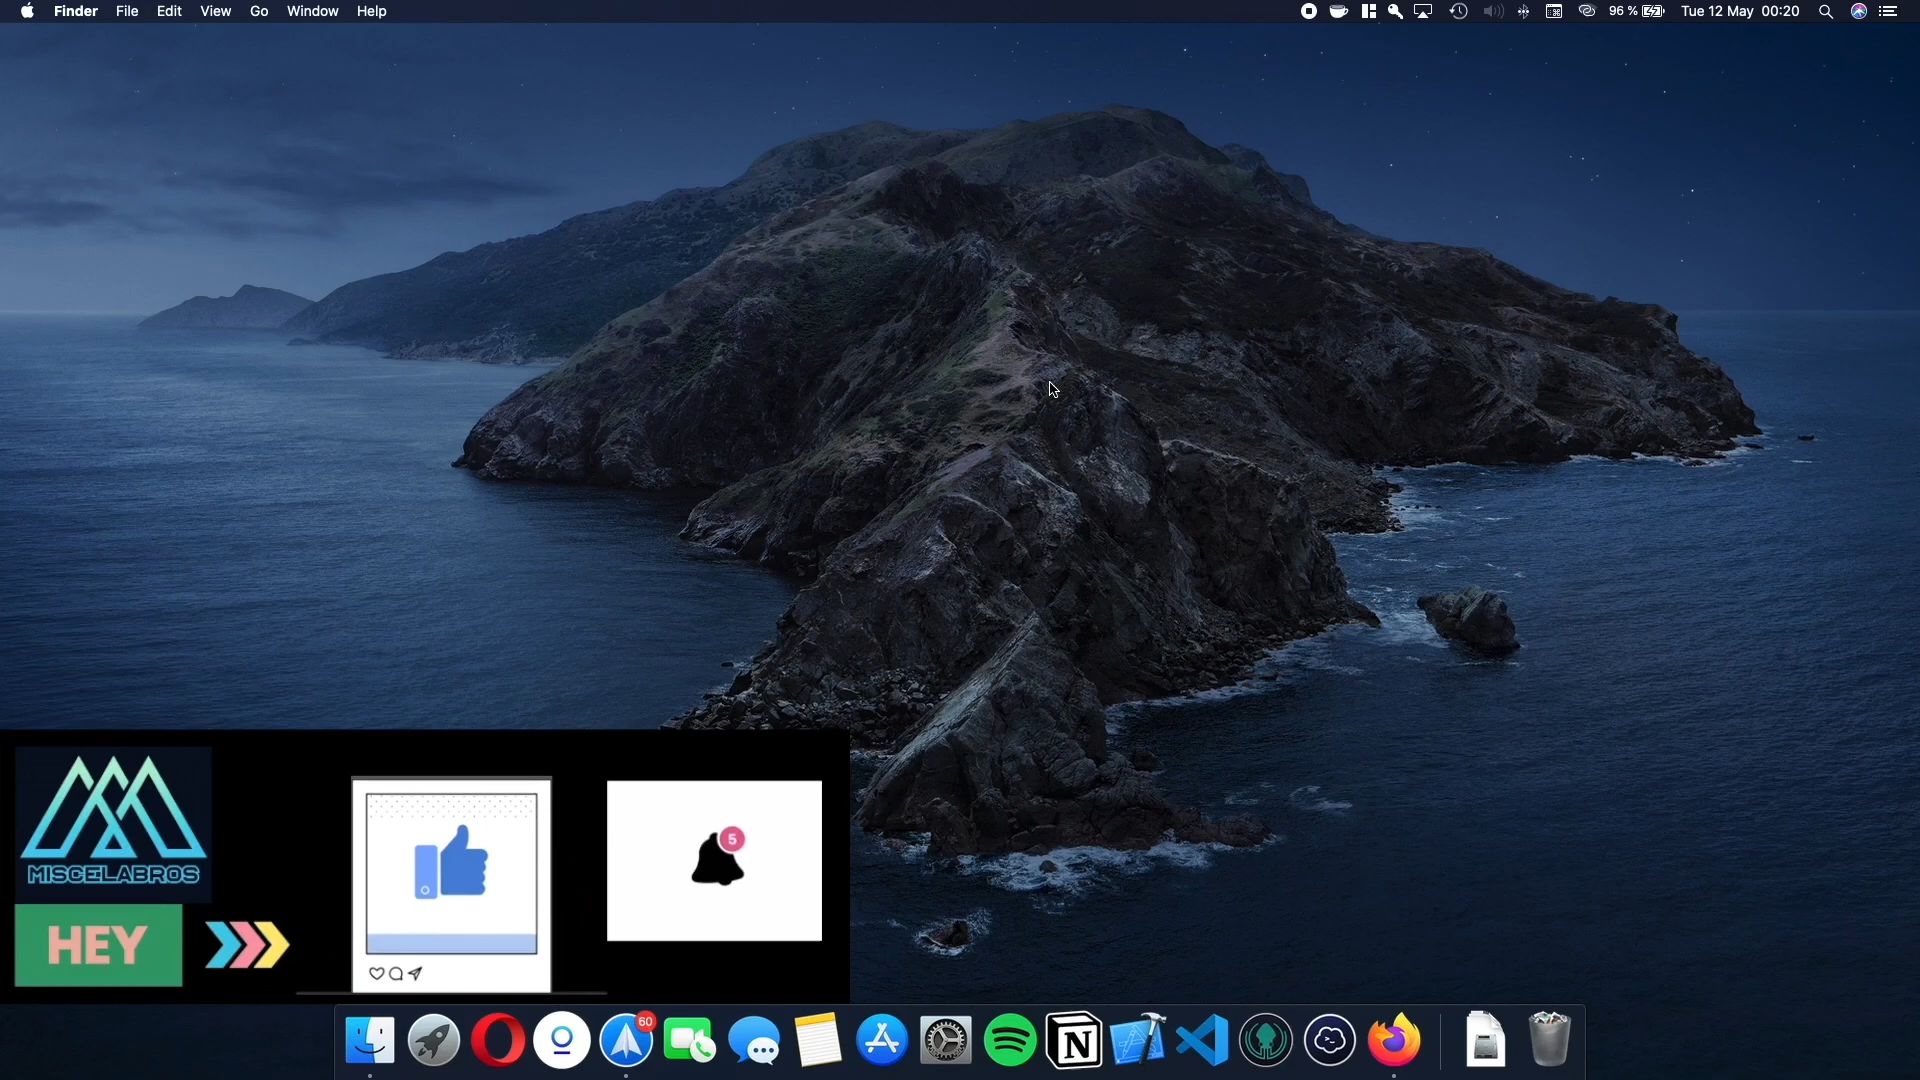 Finder File Edit View Go Window Help 96 % Tue 12 May 00:20
MISCELABROS
5
HEY
60
N